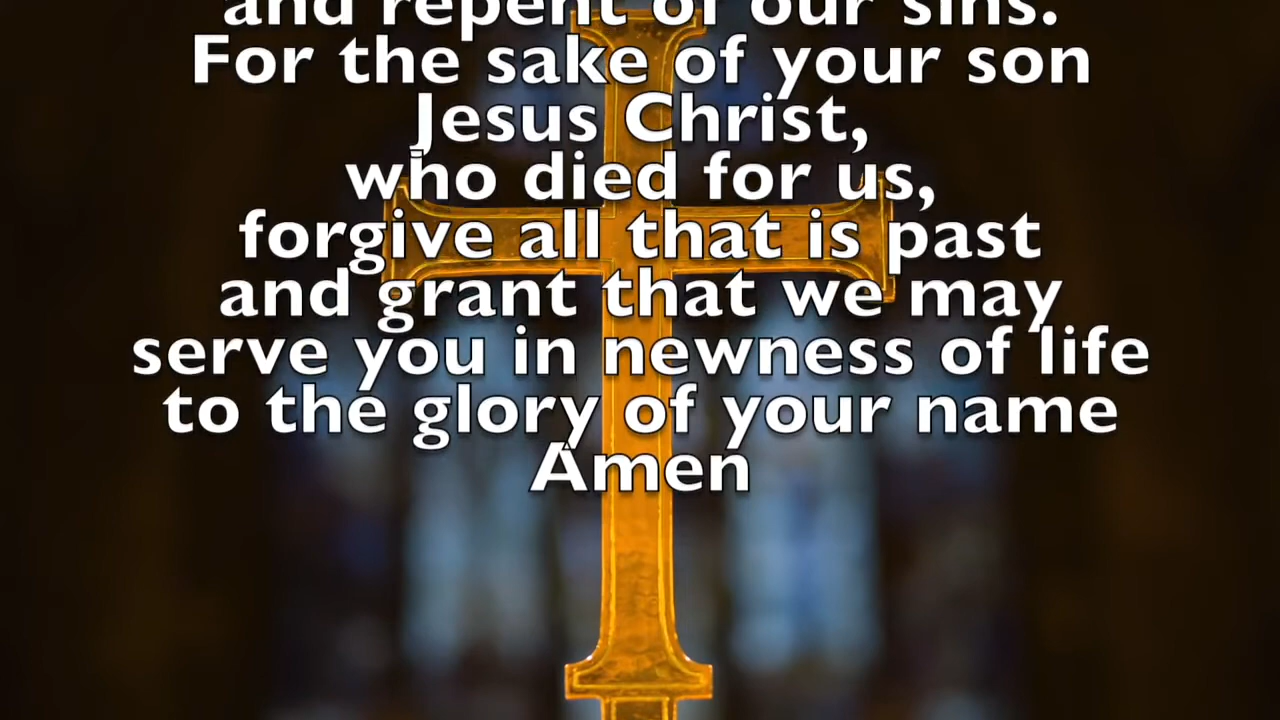 and repent of our sins.
For the sake of your son
Jesus Christ,
who died for us,
forgive all that is past
and grant that we may
serve you in newness of life
to the glory of your name
Amen